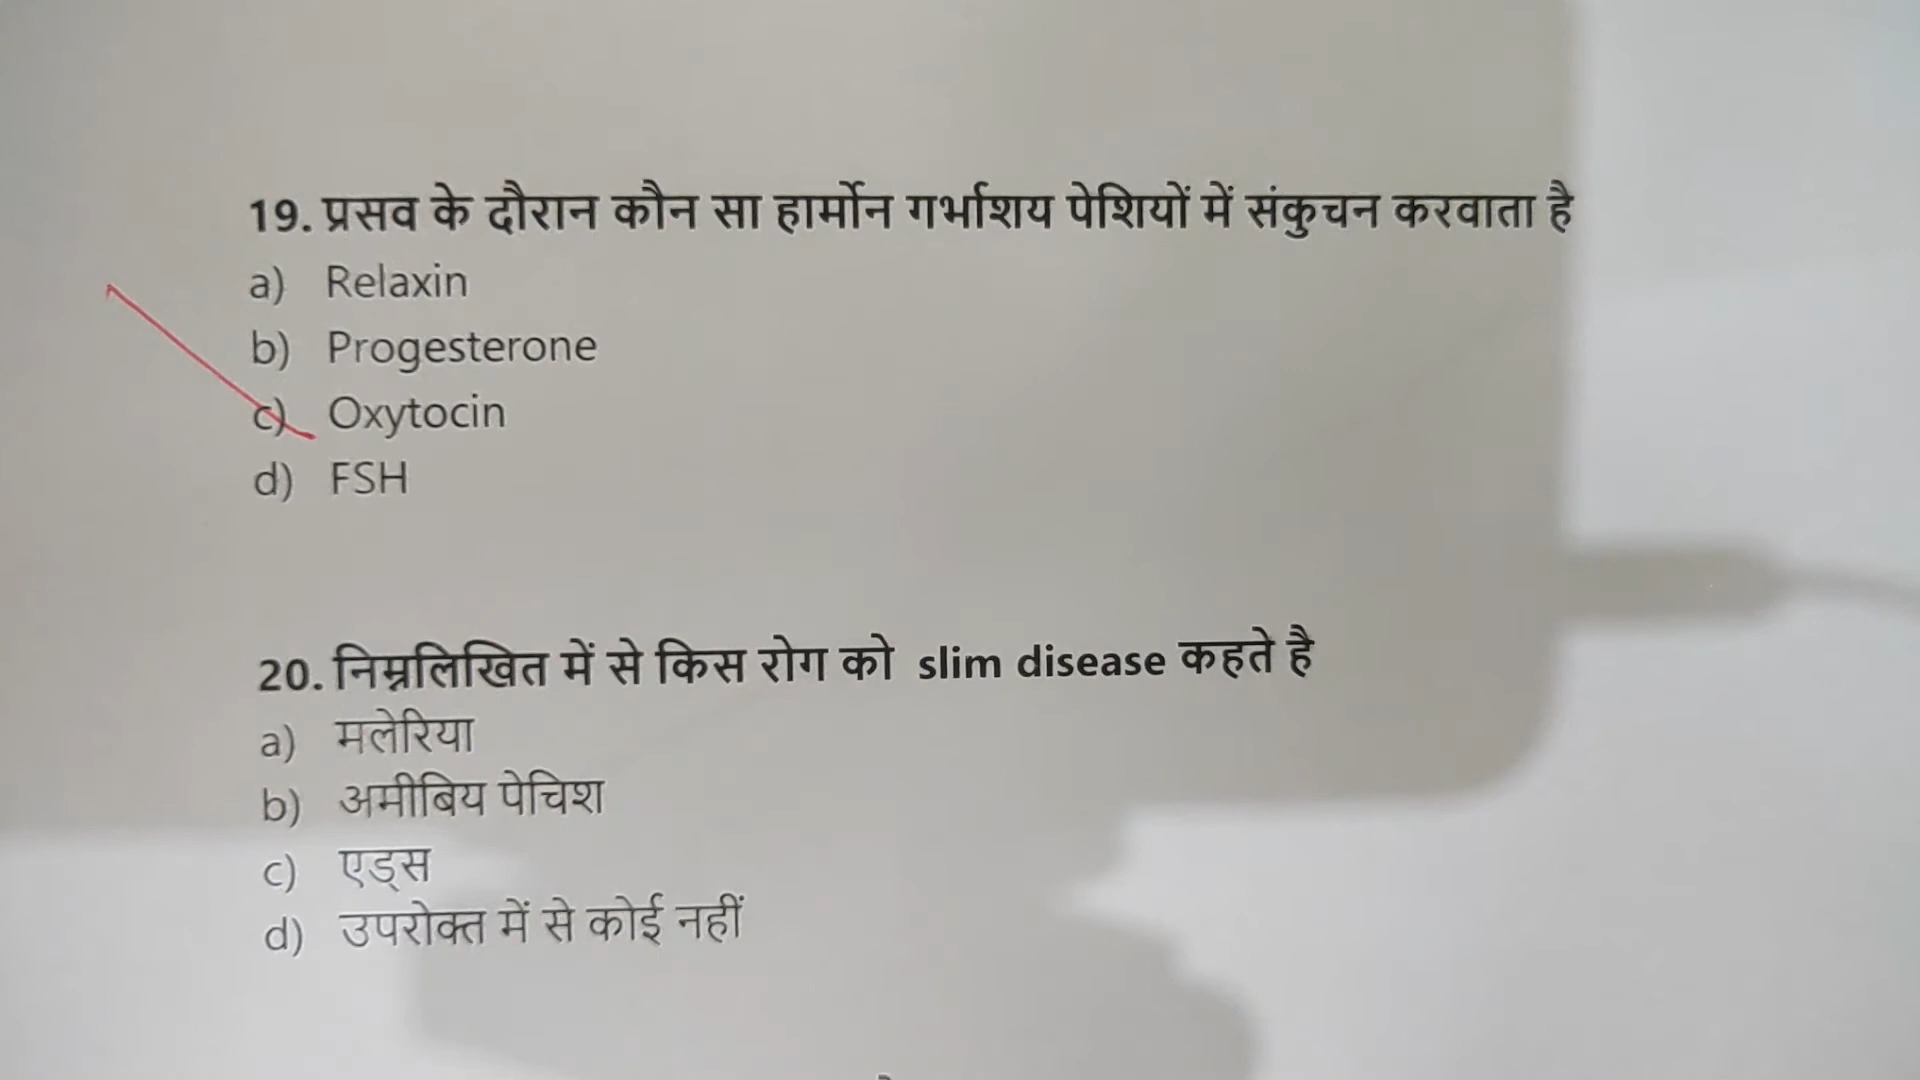 19. प्रसव के दौरान कौन सा हार्मोन गर्भाशय पेशियों में संकुचन करवाता है
a) Relaxin
b) Progesterone
c) Oxytocin
d) FSH
20. निम्नलिखित में से किस रोग को slim disease कहते है
a) मलेरिया
b) अमीबिय पेचिश
c) एड्स
d) उपरोक्त में से कोई नहीं